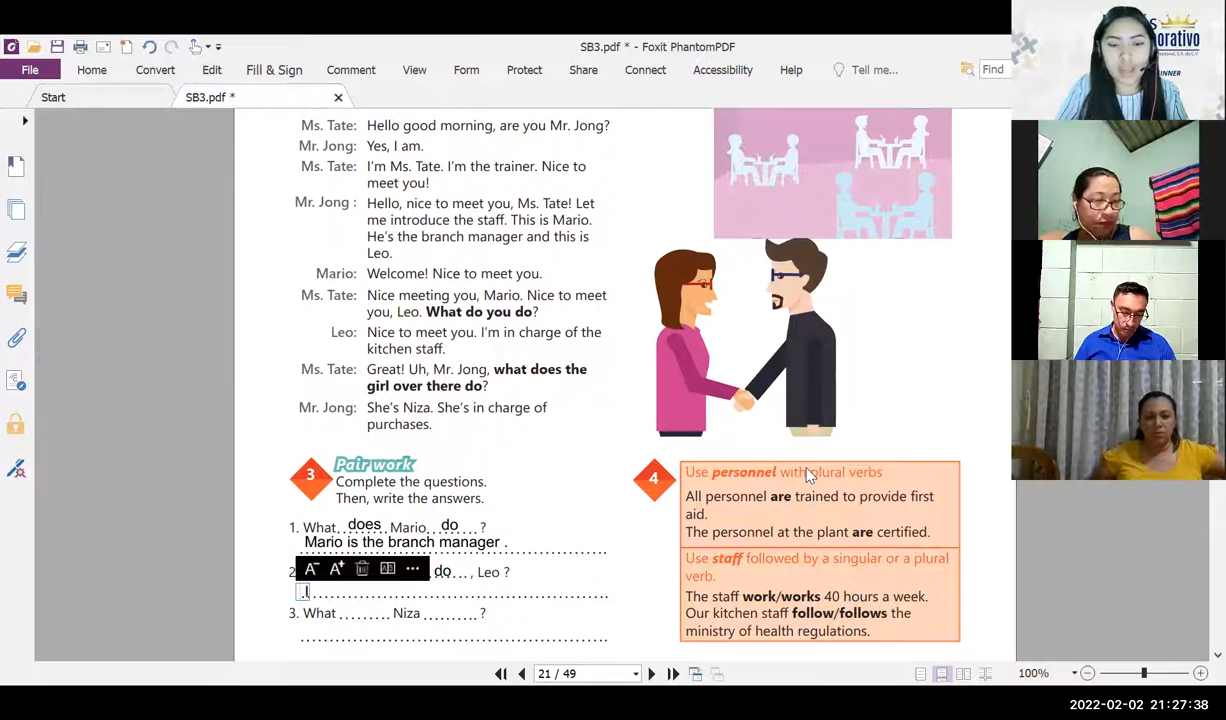 SB3.pdf * - Foxit PhantomPDF
File Home Convert Edit Fill & Sign Comment View Form Protect Share Connect Accessibility Help Tell me... Find
Start SB3.pdf *
Ms. Tate: Hello good morning, are you Mr. Jong?
Mr. Jong: Yes, I am.
Ms. Tate: I'm Ms. Tate. I'm the trainer. Nice to
meet you!
Mr. Jong : Hello, nice to meet you, Ms. Tate! Let
me introduce the staff. This is Mario.
He's the branch manager and this is
Leo.
Mario: Welcome! Nice to meet you.
Ms. Tate: Nice meeting you, Mario. Nice to meet
you, Leo. What do you do?
Leo: Nice to meet you. I'm in charge of the
kitchen staff.
Ms. Tate: Great! Uh, Mr. Jong, what does the
girl over there do?
Mr. Jong: She's Niza. She's in charge of
purchases.
3 Pair work
Complete the questions.
Then, write the answers.
1. What does Mario do ?
Mario is the branch manager .
2 do , Leo ?
I
3. What ......... Niza .......... ?
4
Use personnel with plural verbs
All personnel are trained to provide first
aid.
The personnel at the plant are certified.
Use staff followed by a singular or a plural
verb.
The staff work/works 40 hours a week.
Our kitchen staff follow/follows the
ministry of health regulations.
21 / 49
100%
orativo
INNER
2022-02-02 21:27:38